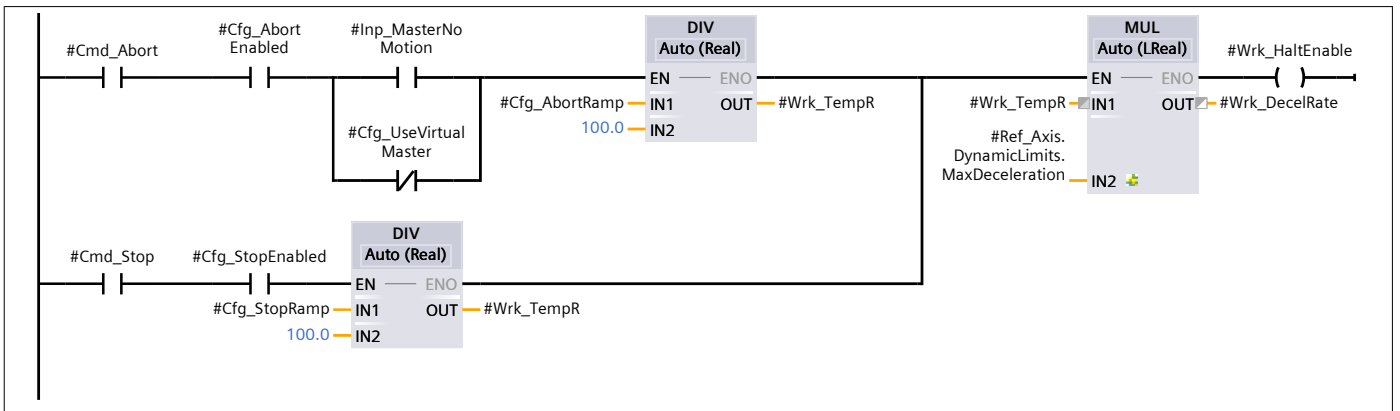 #Cmd_Abort
#Cfg_Abort
Enabled
#Inp_MasterNo
Motion
DIV
Auto (Real)
EN
ENO
#Cfg_AbortRamp
IN1
OUT
#Wrk_TempR
100.0
IN2
#Cfg_UseVirtual
Master
MUL
Auto (LReal)
EN
ENO
#Wrk_HaltEnable
#Wrk_TempR
IN1
OUT
#Wrk_DecelRate
#Ref_Axis.
DynamicLimits.
MaxDeceleration
IN2
#Cmd_Stop
#Cfg_StopEnabled
DIV
Auto (Real)
EN
ENO
#Cfg_StopRamp
IN1
OUT
#Wrk_TempR
100.0
IN2